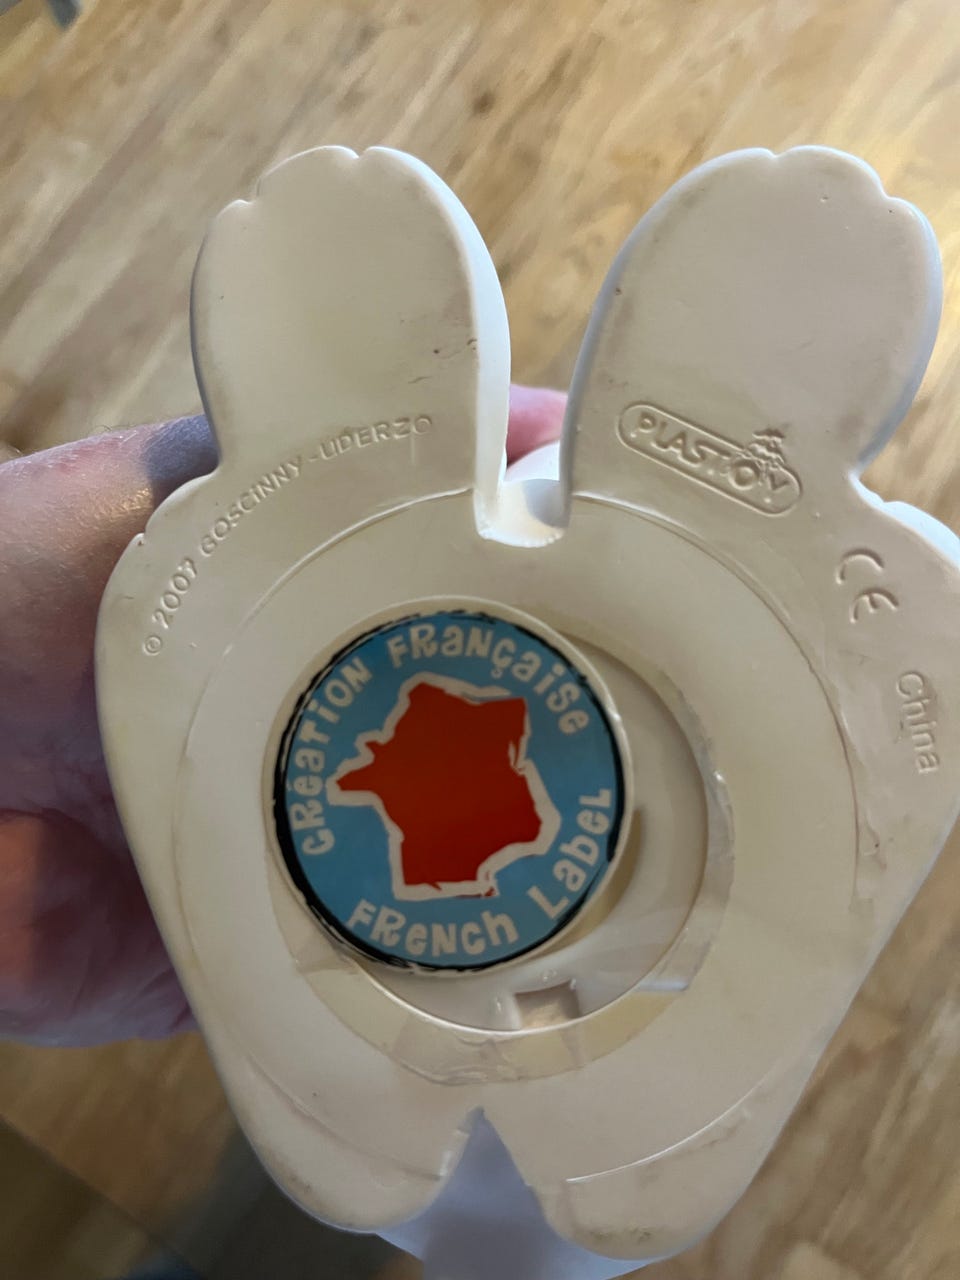 © 2007 GOSCINNY-UDERZO
PLASTOY
CE
China
CRéaTiON FRançaise
FRench Label